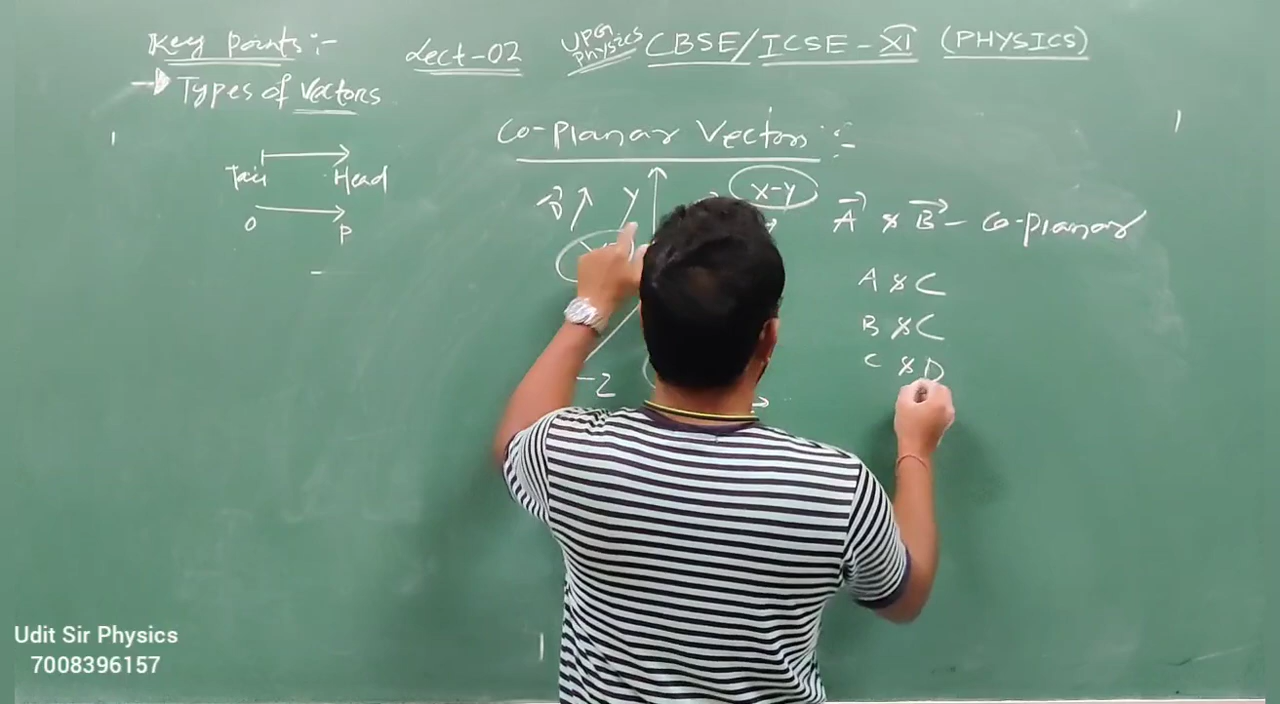 Key Points:-
Lect-02
UPG Physics
CBSE/ICSE-XI (PHYSICS)
Types of Vectors
Co-Planar Vectors :-
Tail Head
O P
D Y
X-Y
A & B - Co-planar
A & C
B & C
C & D
-Z
Udit Sir Physics
7008396157